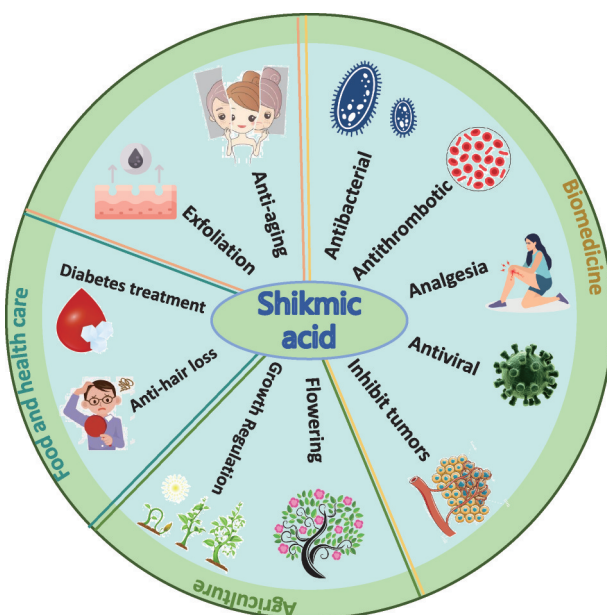 Shikmic
acid
Antibacterial
Antithrombotic
Analgesia
Antiviral
Inhibit tumors
Flowering
Growth Regulation
Anti-hair loss
Diabetes treatment
Exfoliation
Anti-aging
Biomedicine
Agriculture
Food and health care